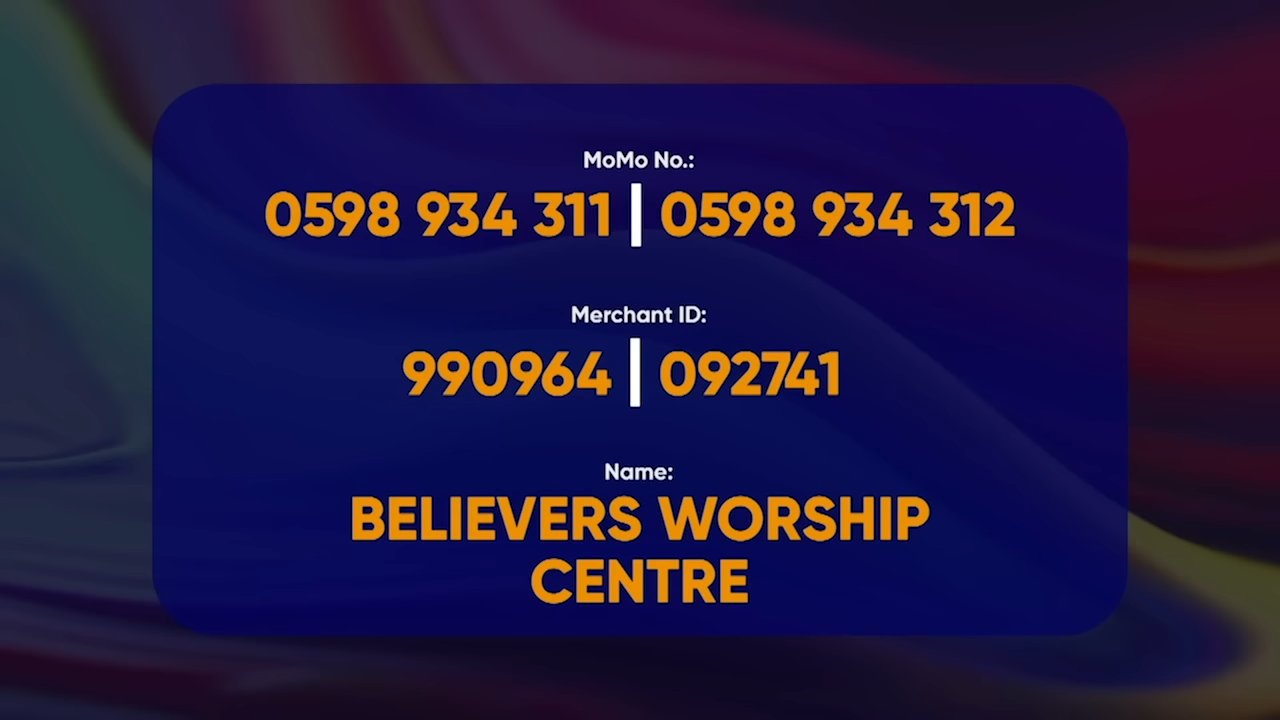 MoMo No.:
0598 934 311 | 0598 934 312
Merchant ID:
990964 | 092741
Name:
BELIEVERS WORSHIP
CENTRE